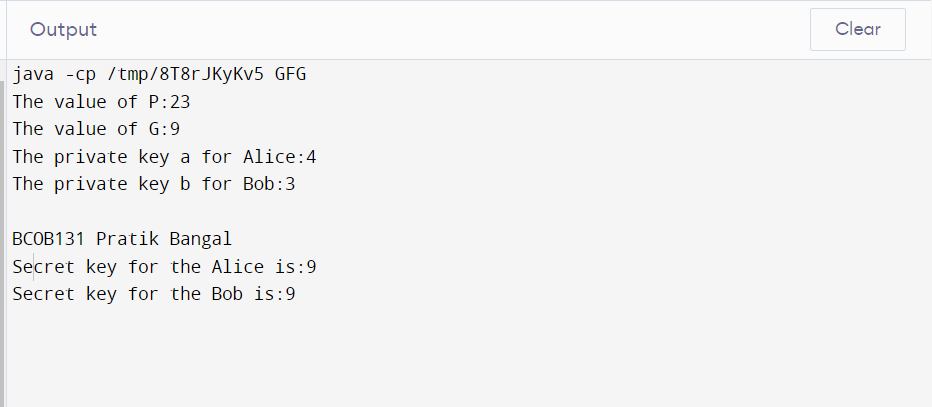 Output
Clear
java -cp /tmp/8T8rJKyKv5 GFG
The value of P:23
The value of G:9
The private key a for Alice:4
The private key b for Bob:3
BCOB131 Pratik Bangal
Secret key for the Alice is:9
Secret key for the Bob is:9